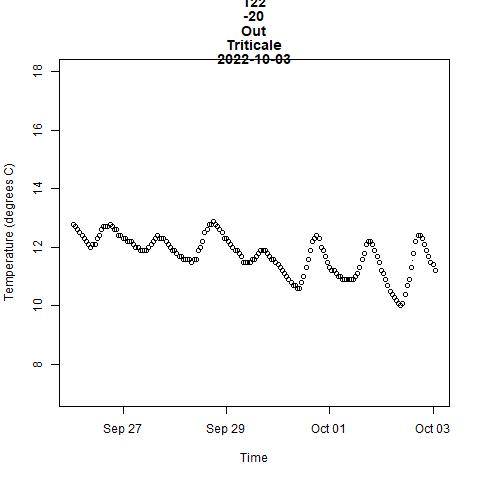 122
-20
Out
Triticale
2022-10-03
Temperature (degrees C)
18
16
14
12
10
8
Sep 27
Sep 29
Oct 01
Oct 03
Time